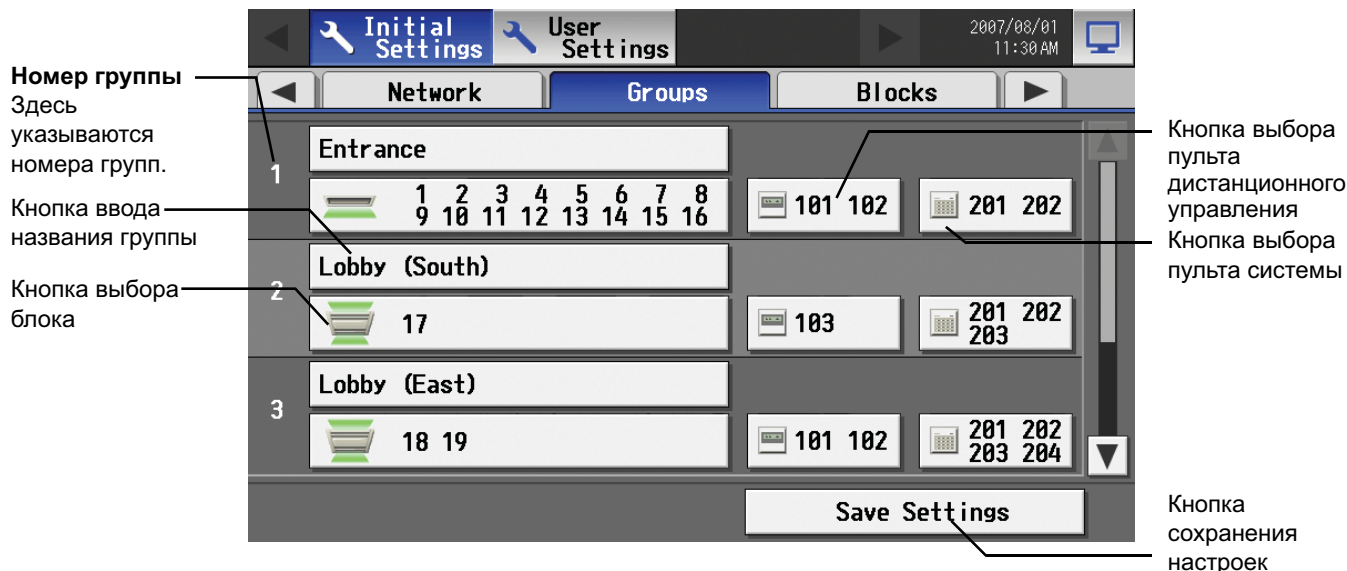 Initial
Settings
User
Settings
2007/08/01
11:30 AM
Network
Groups
Blocks
Номер группы
Здесь
указываются
номера групп.
Кнопка ввода
названия группы
Кнопка выбора
блока
1
Entrance
1 2 3 4 5 6 7 8
9 10 11 12 13 14 15 16
101 102
201 202
2
Lobby (South)
17
103
201 202
203
3
Lobby (East)
18 19
101 102
201 202
203 204
Save Settings
Кнопка выбора
пульта
дистанционного
управления
Кнопка выбора
пульта системы
Кнопка
сохранения
настроек